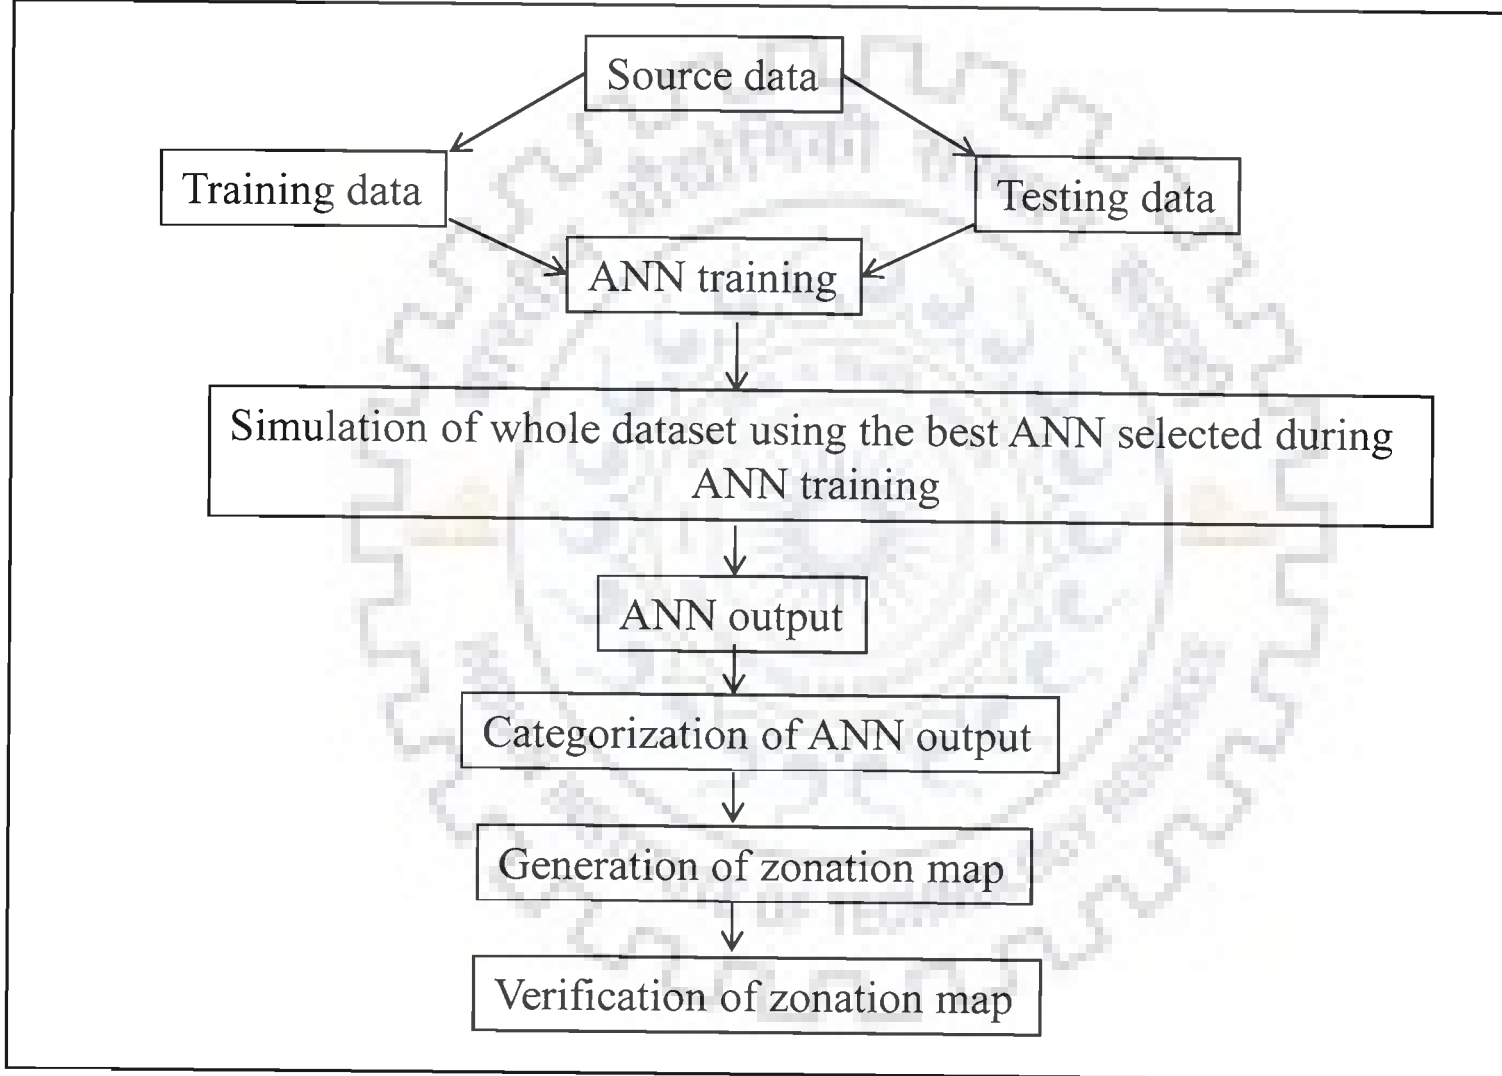 Source data
Training data
Testing data
ANN training
Simulation of whole dataset using the best ANN selected during
ANN training
ANN output
Categorization of ANN output
Generation of zonation map
Verification of zonation map